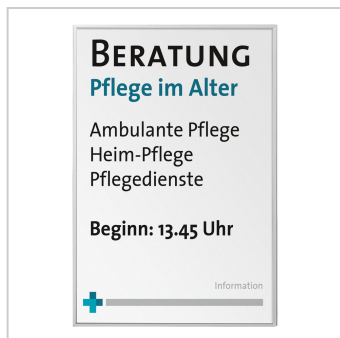 BERATUNG
Pflege im Alter
Ambulante Pflege
Heim-Pflege
Pflegedienste
Beginn: 13.45 Uhr
Information